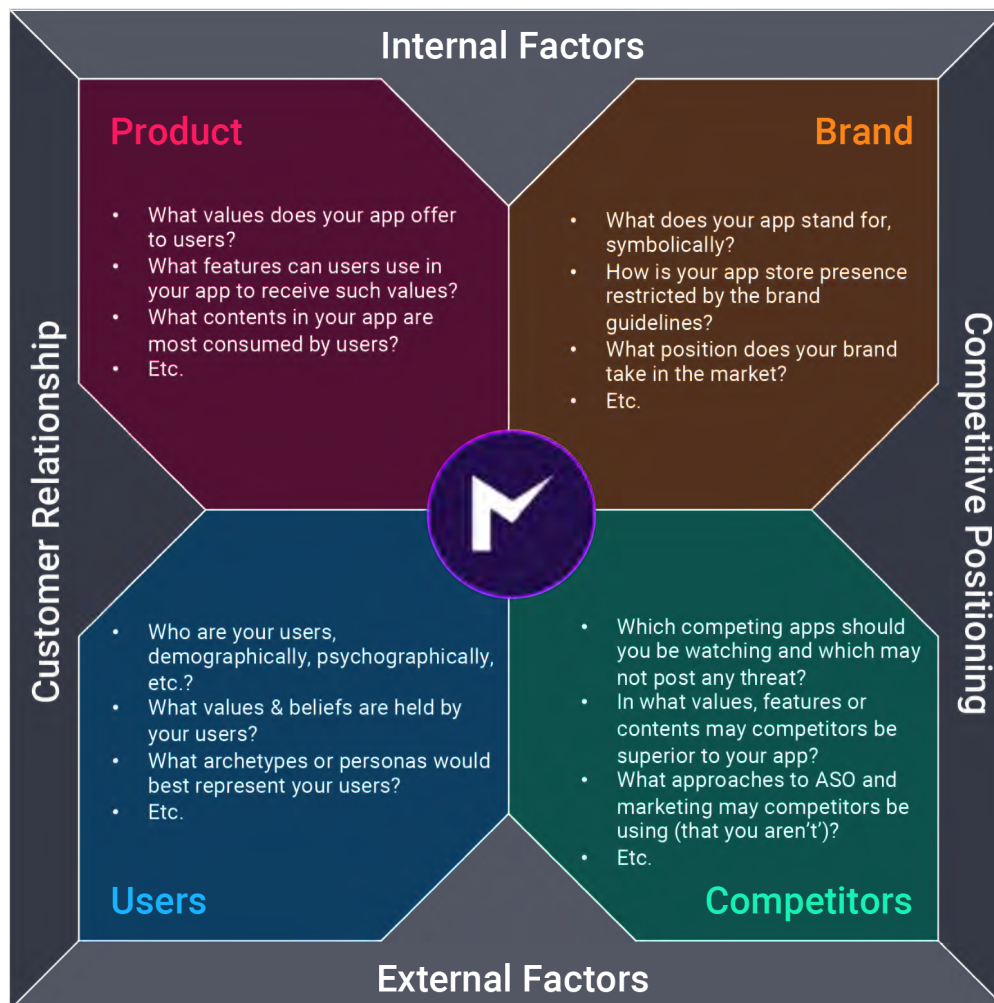 Internal Factors
Product
• What values does your app offer
to users?
• What features can users use in
your app to receive such values?
• What contents in your app are
most consumed by users?
• Etc.
Brand
• What does your app stand for,
symbolically?
• How is your app store presence
restricted by the brand
guidelines?
• What position does your brand
take in the market?
• Etc.
Customer Relationship
Competitive Positioning
• Who are your users,
demographically, psychographically,
etc.?
• What values & beliefs are held by
your users?
• What archetypes or personas would
best represent your users?
• Etc.
Users
• Which competing apps should
you be watching and which may
not post any threat?
• In what values, features or
contents may competitors be
superior to your app?
• What approaches to ASO and
marketing may competitors be
using (that you aren't’)?
• Etc.
Competitors
External Factors